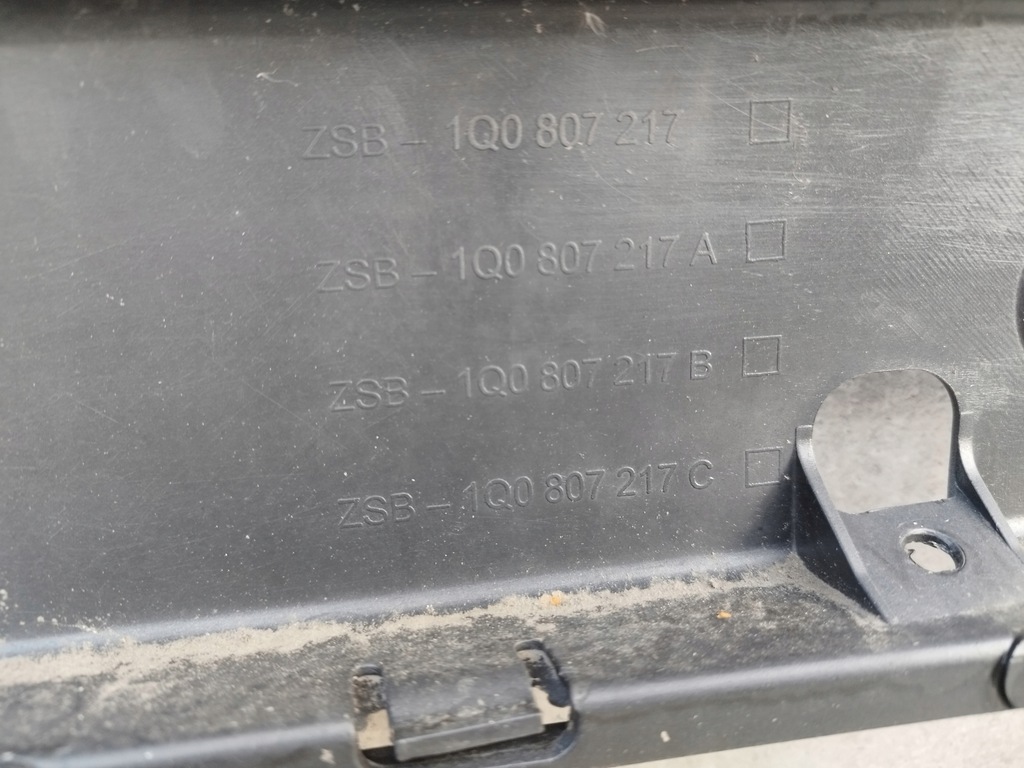 ZSB – 1Q0 807 217
ZSB – 1Q0 807 217 A
ZSB – 1Q0 807 217 B
ZSB – 1Q0 807 217 C